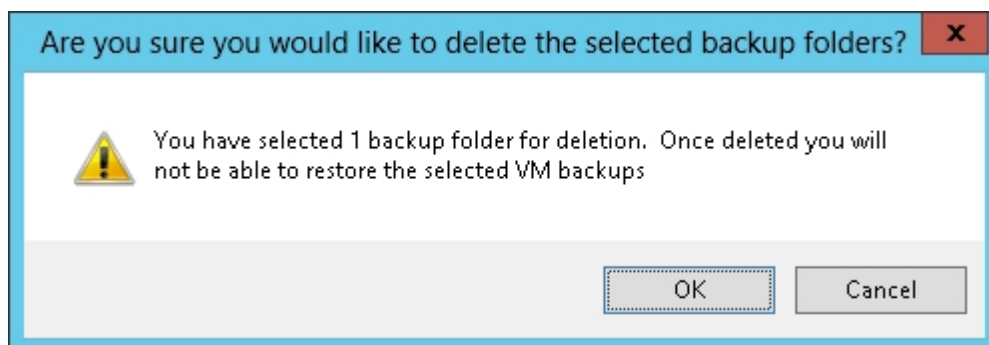 Are you sure you would like to delete the selected backup folders?
x
You have selected 1 backup folder for deletion.  Once deleted you will
not be able to restore the selected VM backups
OK
Cancel